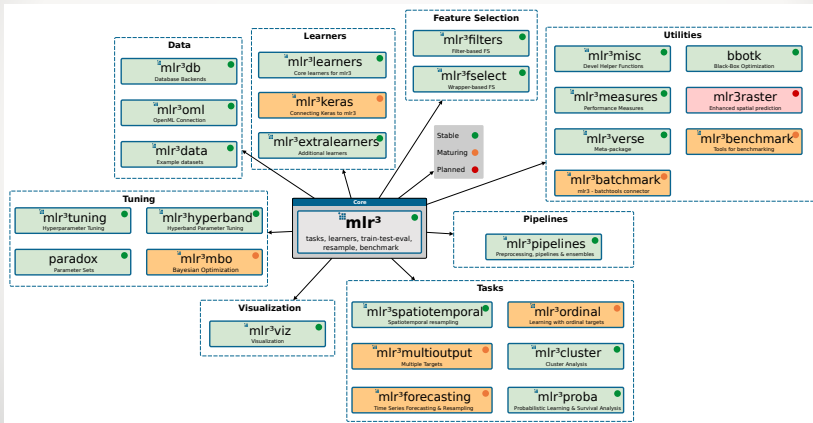 Data
mlr³db
Database Backends
mlr³oml
OpenML Connection
mlr³data
Example datasets
Learners
mlr³learners
Core learners for mlr3
mlr³keras
Connecting Keras to mlr3
mlr³extralearners
Additional learners
Feature Selection
mlr³filters
Filter-based FS
mlr³fselect
Wrapper-based FS
Stable
Maturing
Planned
Utilities
mlr³misc
Devel Helper Functions
bbotk
Black-Box Optimization
mlr³measures
Performance Measures
mlr3raster
Enhanced spatial prediction
mlr³verse
Meta-package
mlr³benchmark
Tools for benchmarking
mlr³batchmark
mlr3 - batchtools connector
Tuning
mlr³tuning
Hyperparameter Tuning
mlr³hyperband
Hyperband Parameter Tuning
paradox
Parameter Sets
mlr³mbo
Bayesian Optimization
Core
mlr³
tasks, learners, train-test-eval,
resample, benchmark
Pipelines
mlr³pipelines
Preprocessing, pipelines & ensembles
Visualization
mlr³viz
Visualization
Tasks
mlr³spatiotemporal
Spatiotemporal resampling
mlr³ordinal
Learning with ordinal targets
mlr³multioutput
Multiple Targets
mlr³cluster
Cluster Analysis
mlr³forecasting
Time Series Forecasting & Resampling
mlr³proba
Probabilistic Learning & Survival Analysis